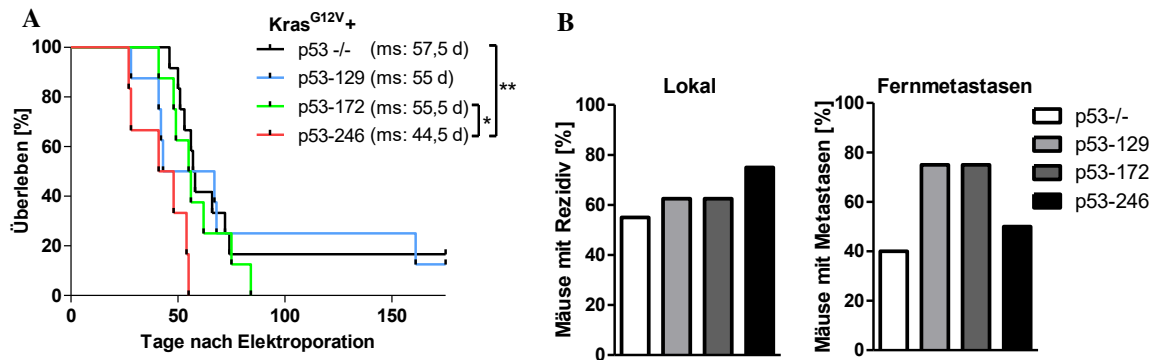 A
Kras^G12V+
p53 -/- (ms: 57,5 d)
p53-129 (ms: 55 d)
p53-172 (ms: 55,5 d)
p53-246 (ms: 44,5 d)
*
**
Überleben [%]
100
80
60
40
20
0
0 50 100 150
Tage nach Elektroporation
B
Lokal
Mäuse mit Rezidiv [%]
100
80
60
40
20
0
Fernmetastasen
Mäuse mit Metastasen [%]
100
80
60
40
20
0
p53-/-
p53-129
p53-172
p53-246